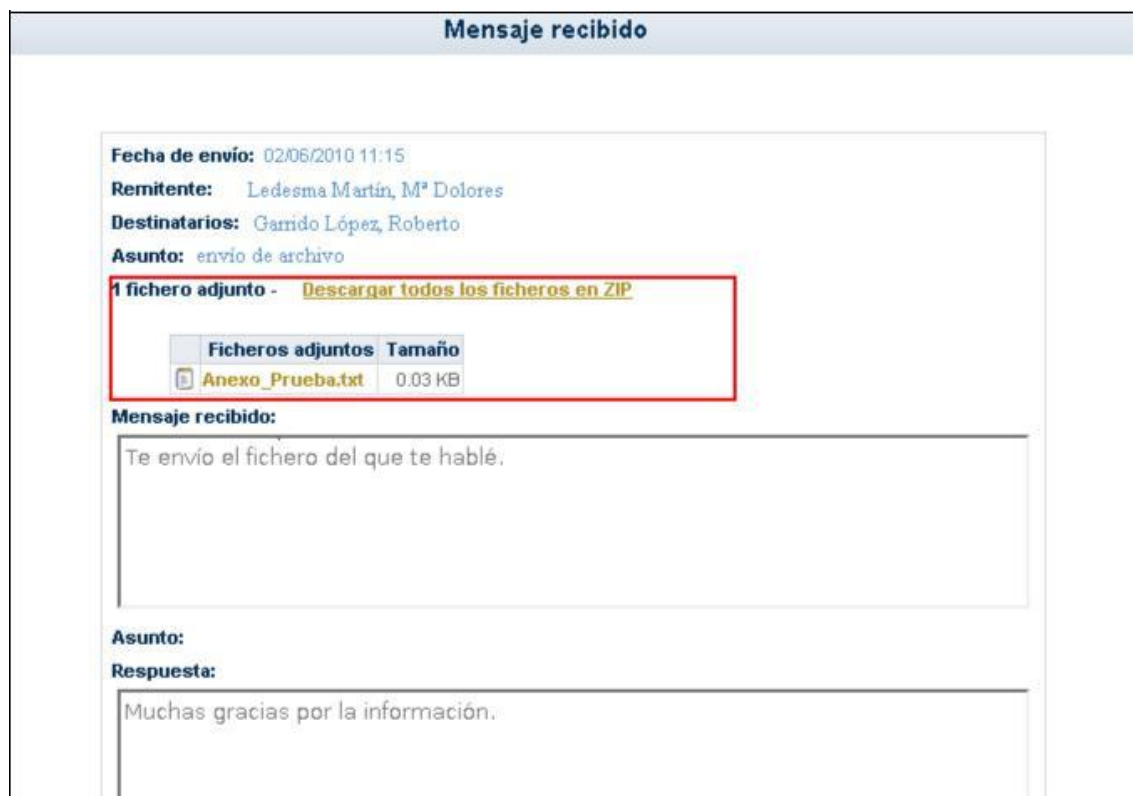 Mensaje recibido
Fecha de envío: 02/06/2010 11:15
Remitente: Ledesma Martín, Mª Dolores
Destinatarios: Garrido López, Roberto
Asunto: envío de archivo
1 fichero adjunto - Descargar todos los ficheros en ZIP
Ficheros adjuntos Tamaño
Anexo_Prueba.txt 0.03 KB
Mensaje recibido:
Te envío el fichero del que te hablé.
Asunto:
Respuesta:
Muchas gracias por la información.